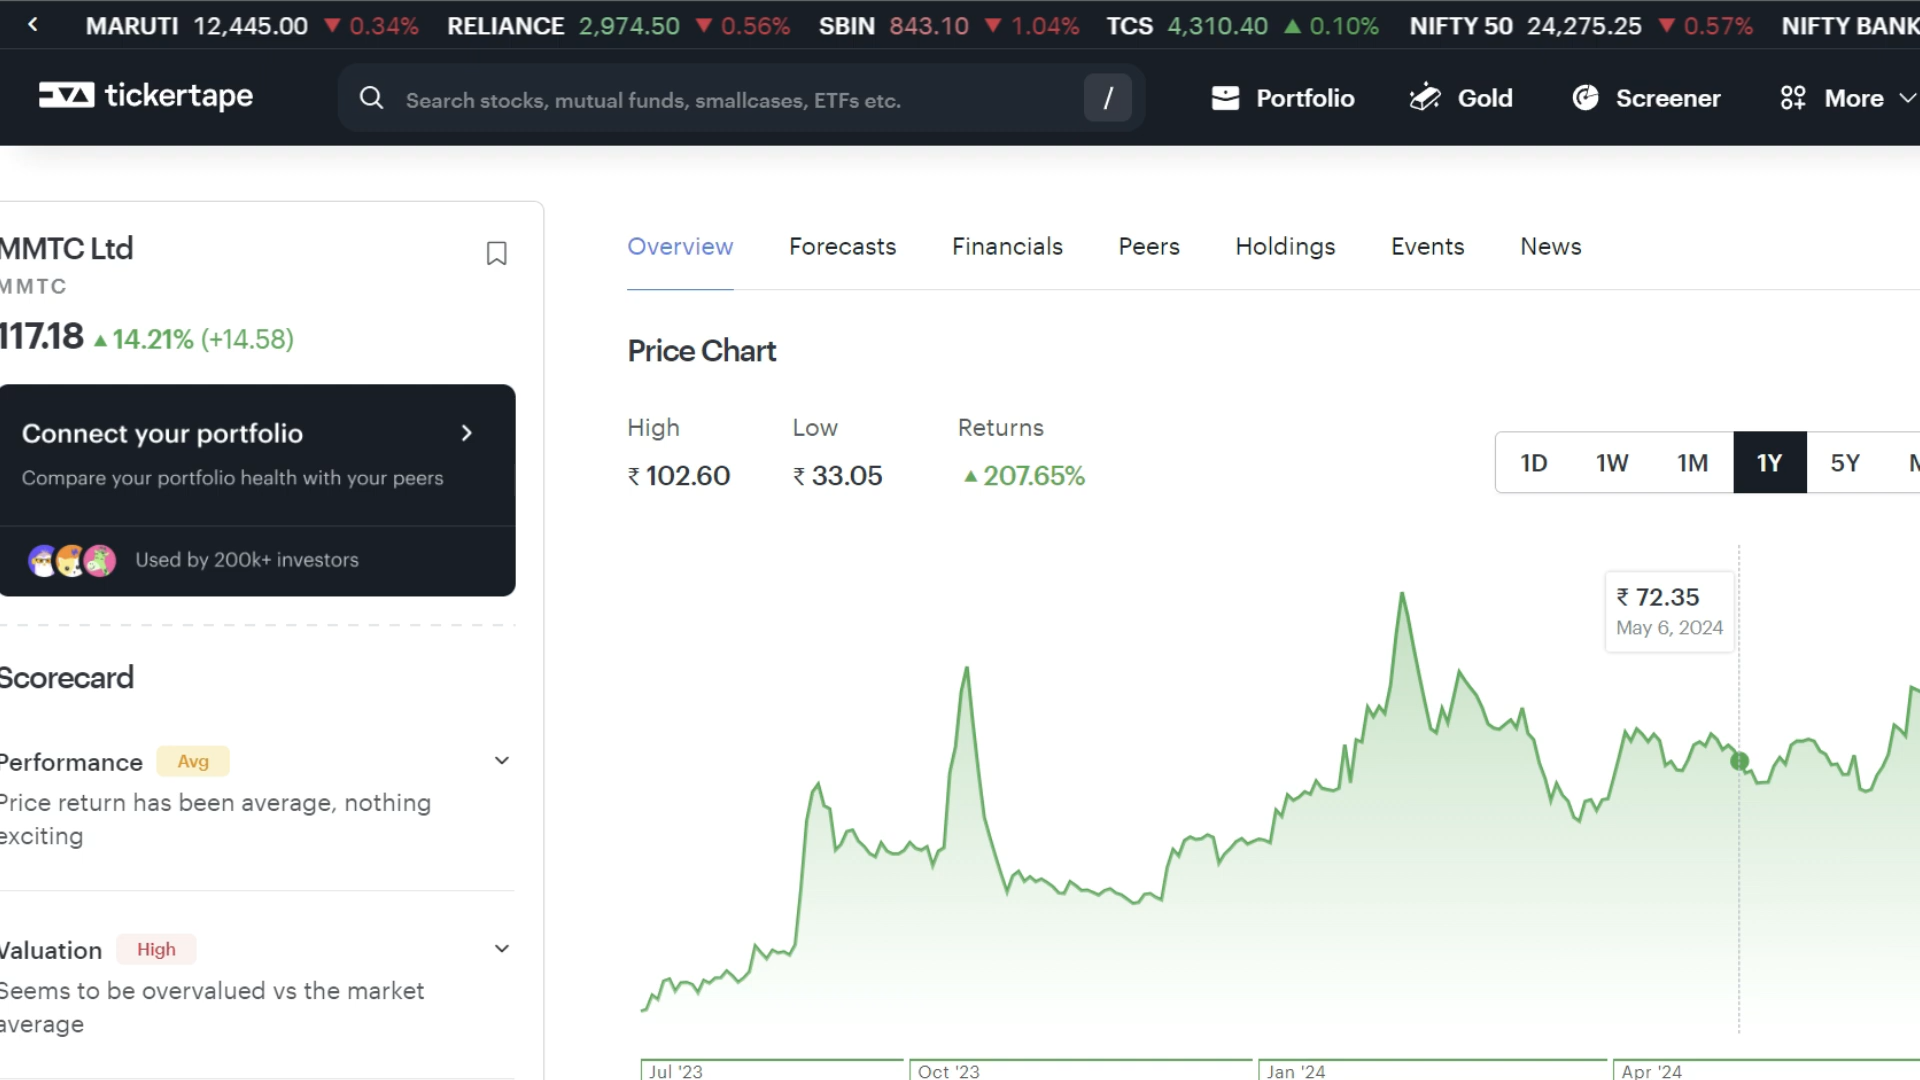 MARUTI 12,445.00 ▼ 0.34% RELIANCE 2,974.50 ▼ 0.56% SBIN 843.10 ▼ 1.04% TCS 4,310.40 ▲ 0.10% NIFTY 50 24,275.25 ▼ 0.57% NIFTY BANK
tickertape Search stocks, mutual funds, smallcases, ETFs etc. / Portfolio Gold Screener More
MMTC Ltd
MMTC
117.18 ▲ 14.21% (+14.58)
Connect your portfolio
Compare your portfolio health with your peers
Used by 200k+ investors
Scorecard
Performance Avg
Price return has been average, nothing
exciting
Valuation High
Seems to be overvalued vs the market
average
Overview Forecasts Financials Peers Holdings Events News
Price Chart
High Low Returns
₹ 102.60 ₹ 33.05 ▲ 207.65%
1D 1W 1M 1Y 5Y
₹ 72.35
May 6, 2024
Jul '23 Oct '23 Jan '24 Apr '24